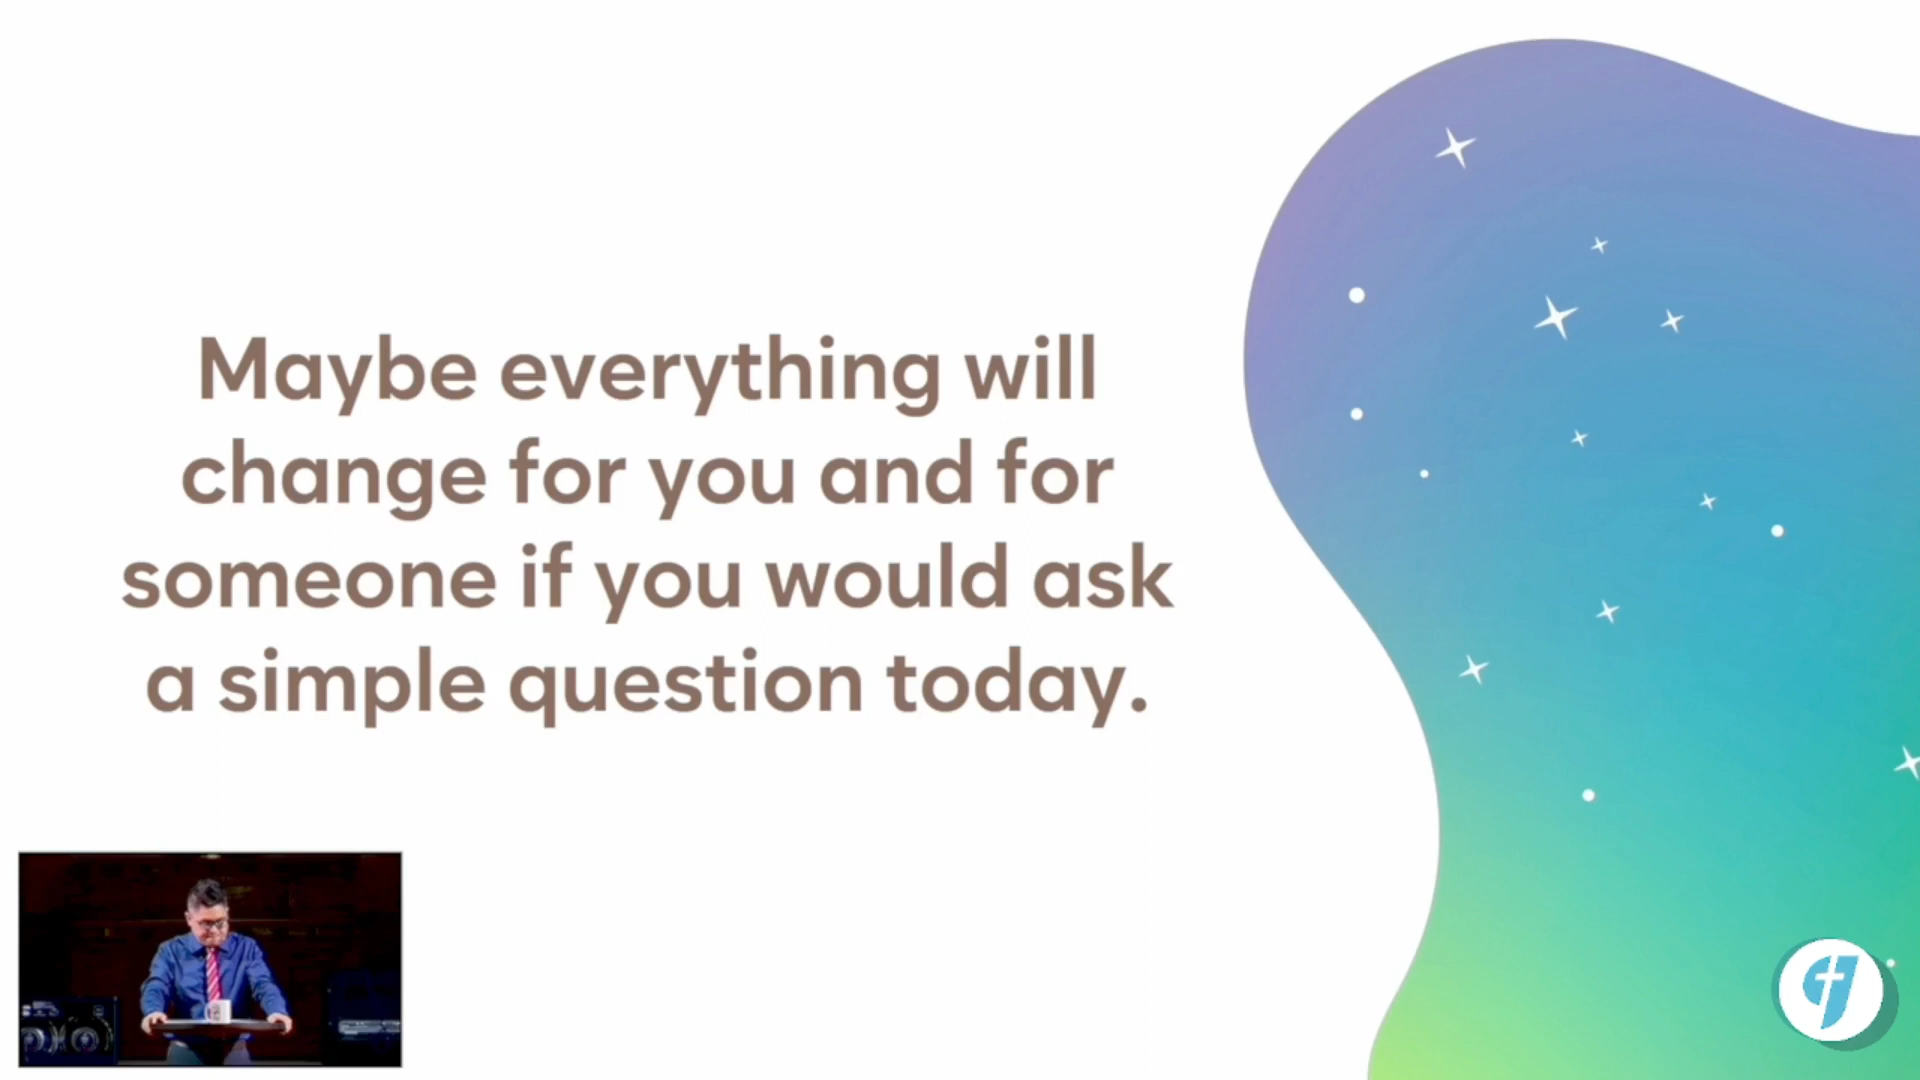 Maybe everything will
change for you and for
someone if you would ask
a simple question today.